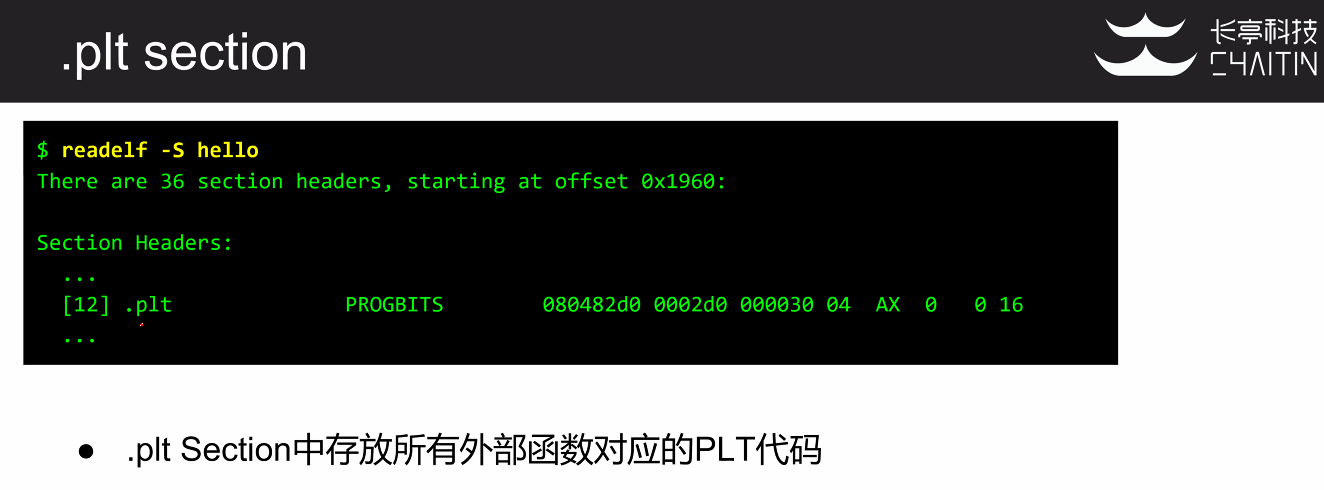 .plt section
长亭科技
CHAITIN
$ readelf -S hello
There are 36 section headers, starting at offset 0x1960:
Section Headers:
...
[12] .plt PROGBITS 080482d0 0002d0 000030 04 AX 0 0 16
...
● .plt Section中存放所有外部函数对应的PLT代码